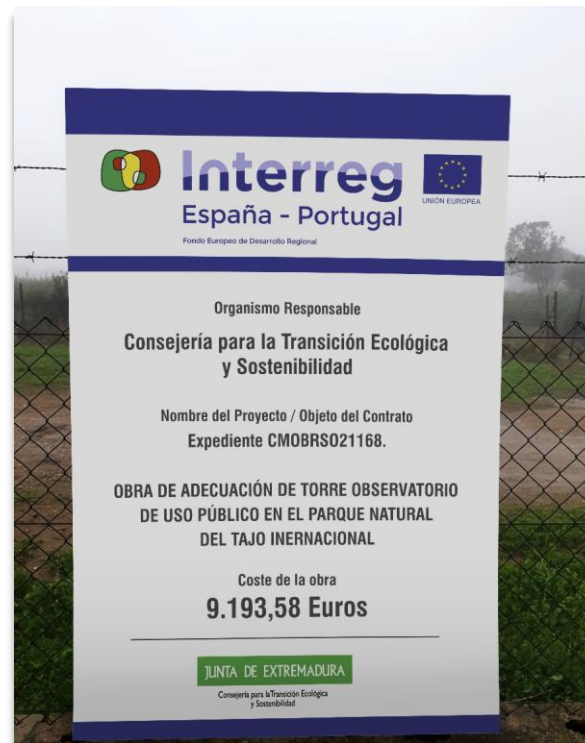 Interreg
España - Portugal
Fondo Europeo de Desarrollo Regional
UNIÓN EUROPEA
Organismo Responsable
Consejería para la Transición Ecológica
y Sostenibilidad
Nombre del Proyecto / Objeto del Contrato
Expediente CMOBRSO21168.
OBRA DE ADECUACIÓN DE TORRE OBSERVATORIO
DE USO PÚBLICO EN EL PARQUE NATURAL
DEL TAJO INERNACIONAL
Coste de la obra
9.193,58 Euros
JUNTA DE EXTREMADURA
Consejería para la Transición Ecológica
y Sostenibilidad